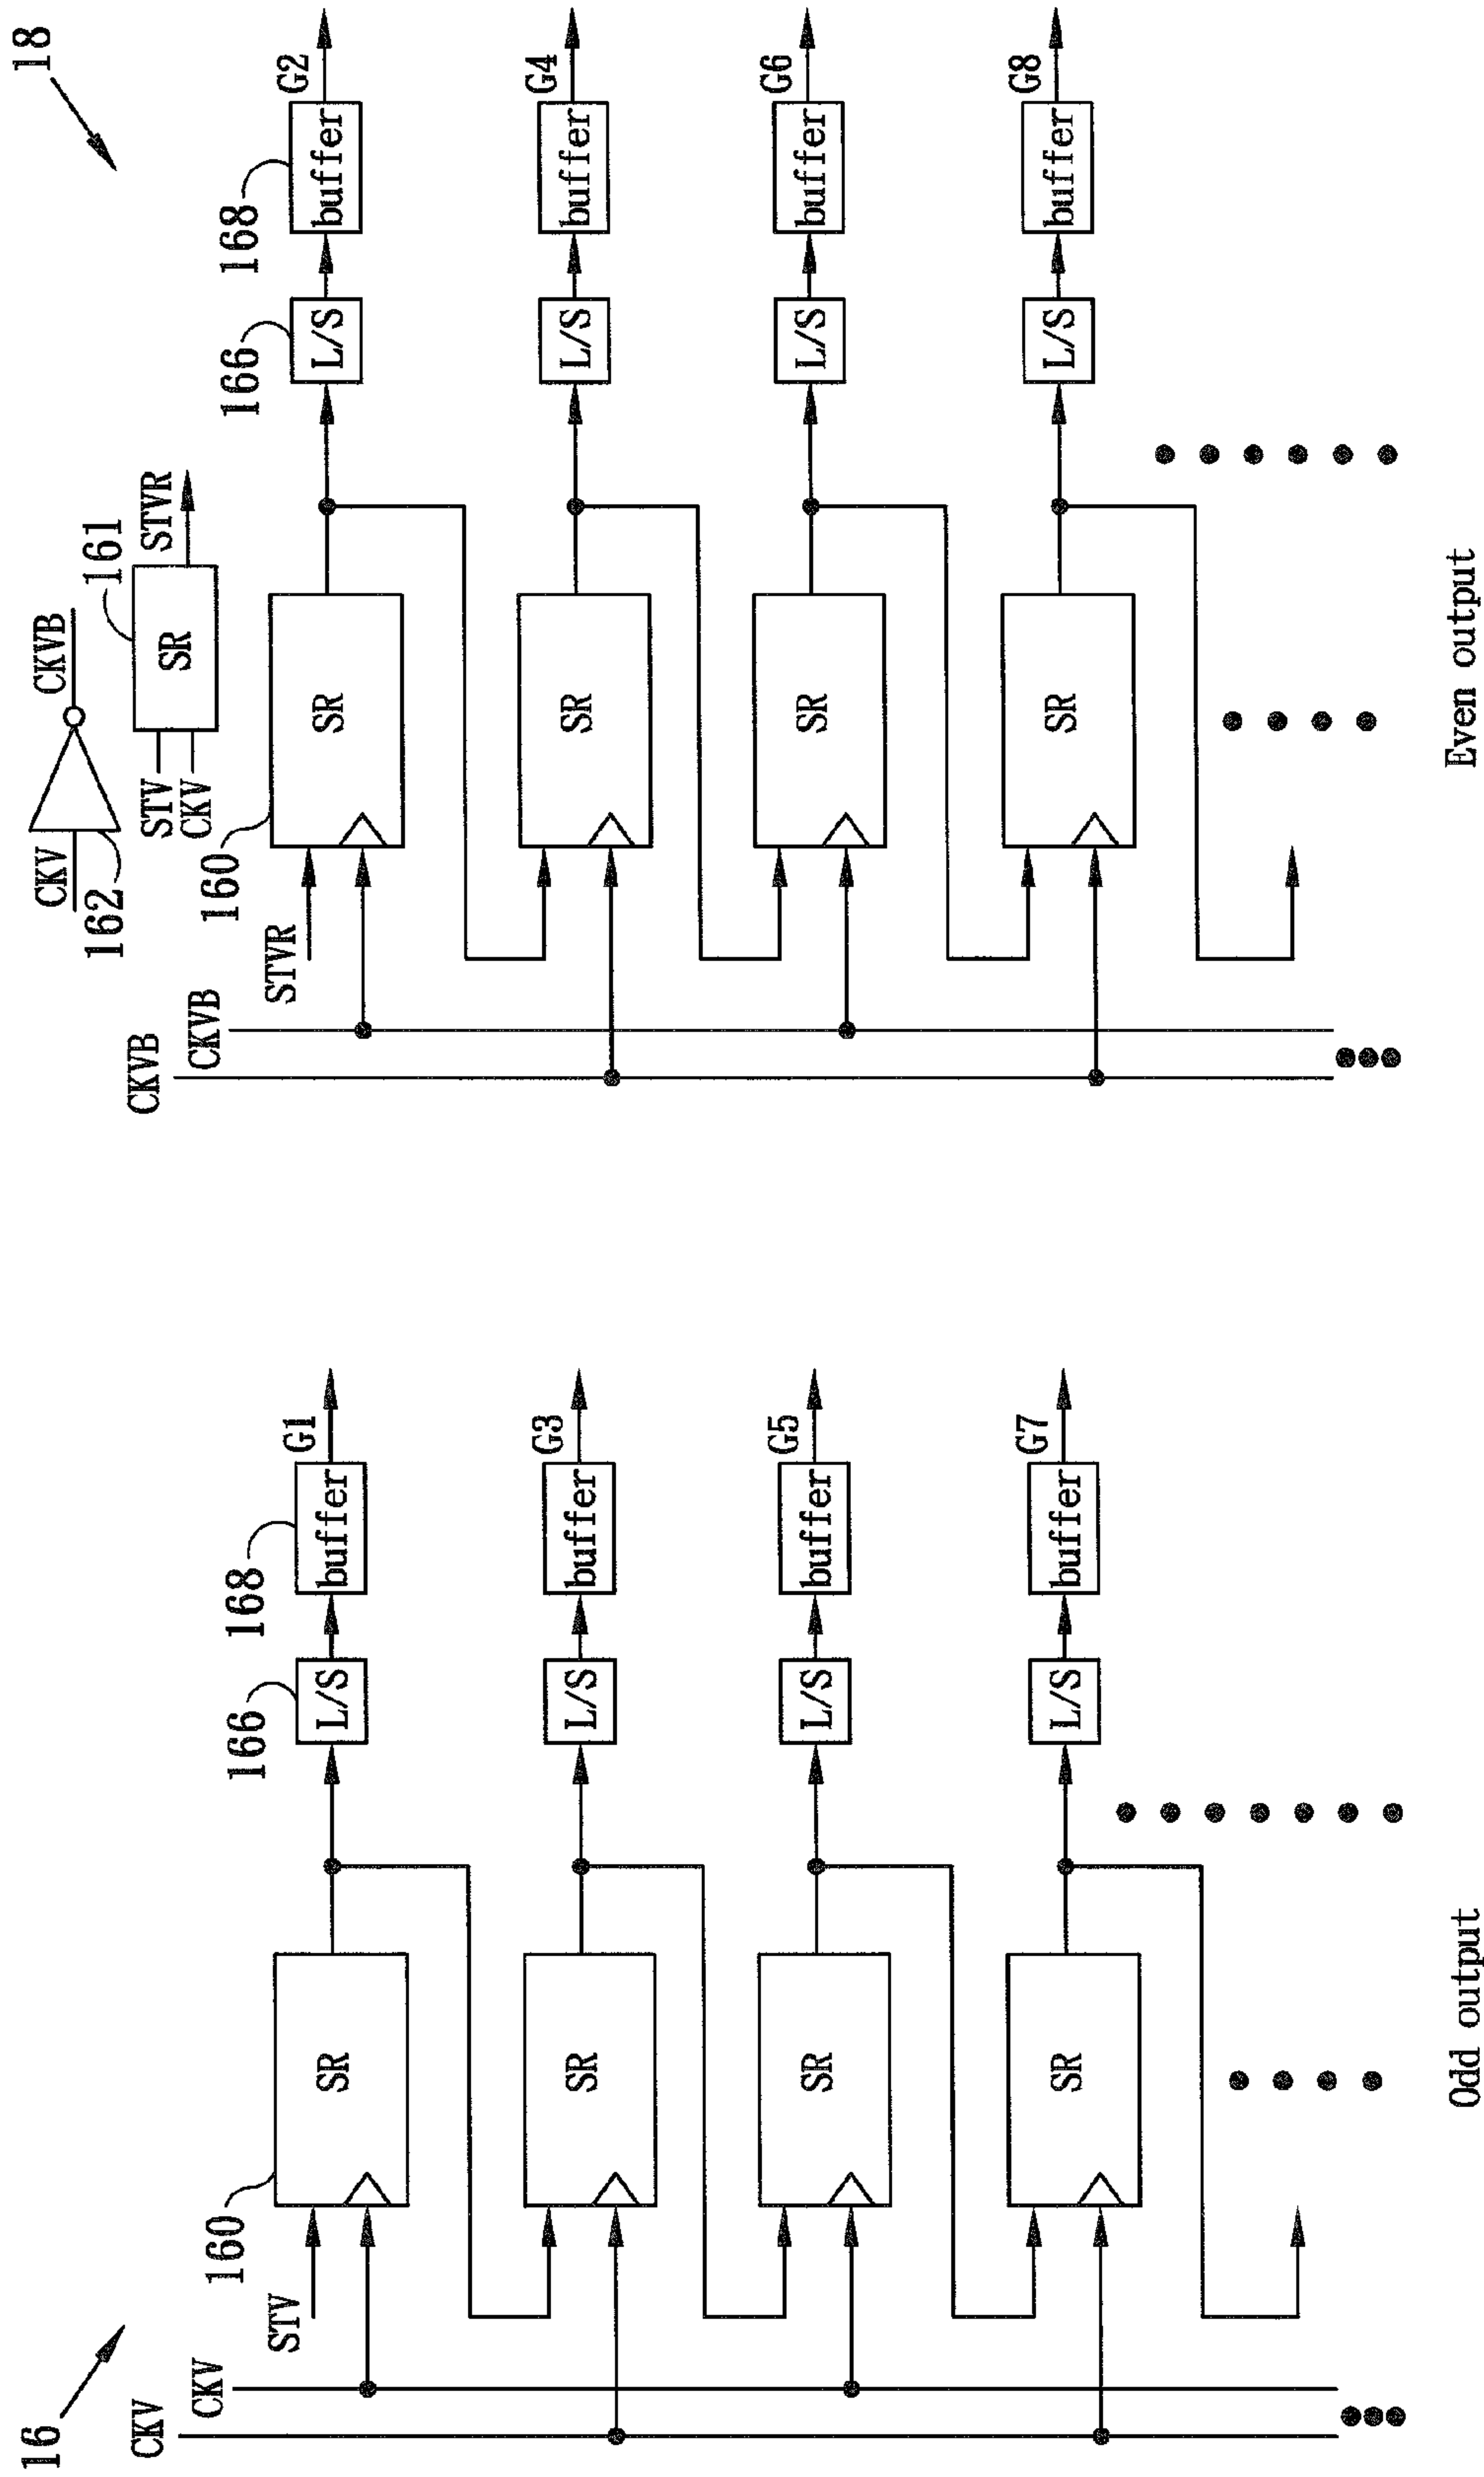 16
CKV
CKV
STV
160
SR
166
L/S
168
buffer
G1
SR
L/S
buffer
G3
SR
L/S
buffer
G5
SR
L/S
buffer
G7
Odd output
18
CKV
162
CKVB
STV
CKV
SR
161
STVR
CKVB
CKVB
STVR
160
SR
166
L/S
168
buffer
G2
SR
L/S
buffer
G4
SR
L/S
buffer
G6
SR
L/S
buffer
G8
Even output